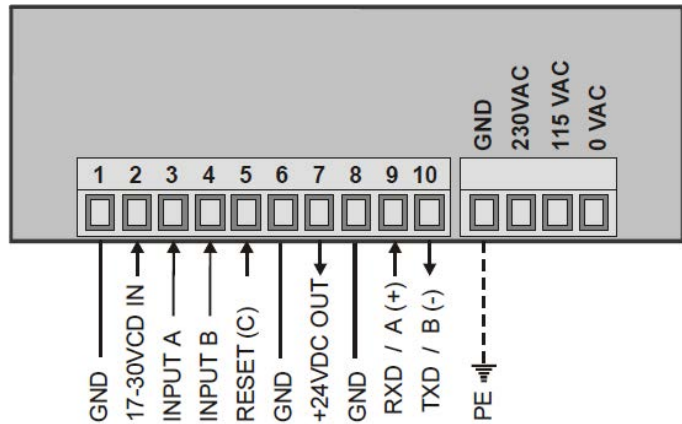 GND
230VAC
115 VAC
0 VAC
1 2 3 4 5 6 7 8 9 10
GND
17-30VCD IN
INPUT A
INPUT B
RESET (C)
GND
+24VDC OUT
GND
RXD / A (+)
TXD / B (-)
PE